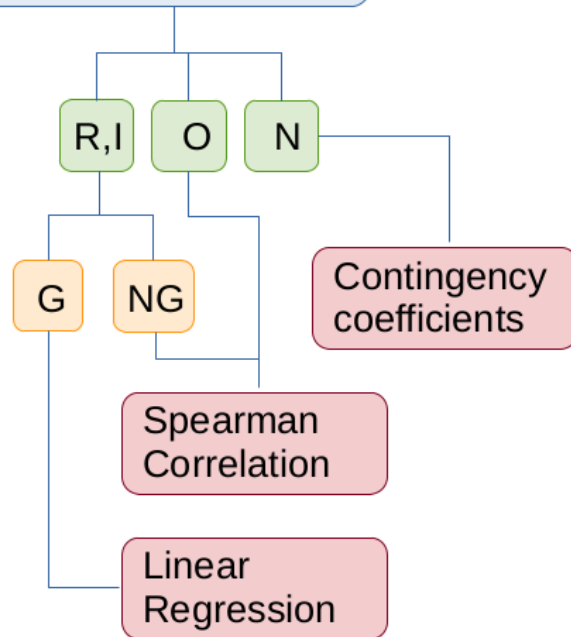 R,I
O
N
G
NG
Contingency
coefficients
Spearman
Correlation
Linear
Regression